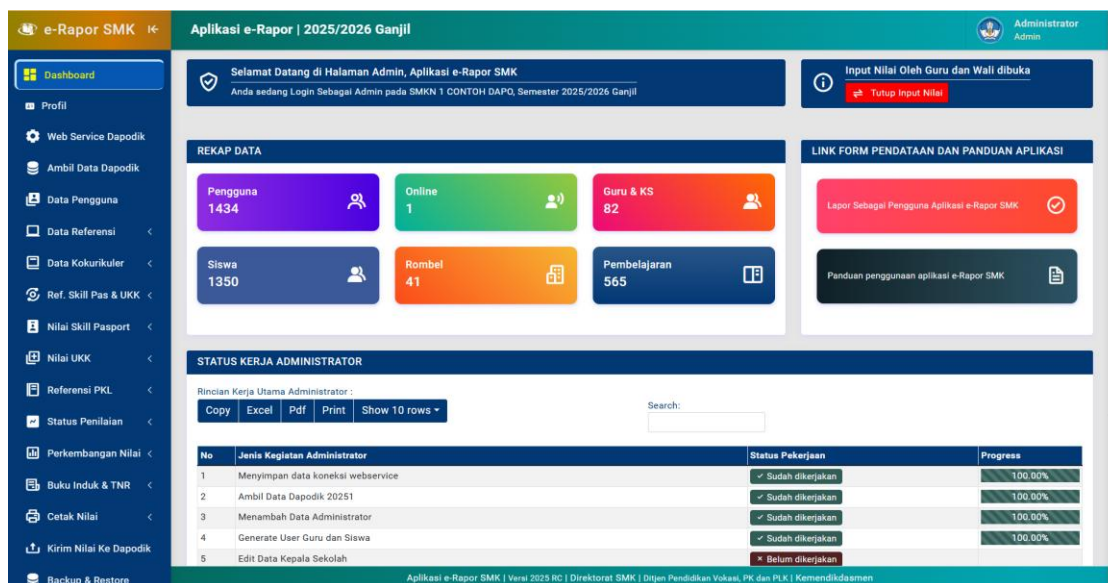 e-Rapor SMK
Aplikasi e-Rapor | 2025/2026 Ganjil
Administrator
Admin
Dashboard
Profil
Web Service Dapodik
Ambil Data Dapodik
Data Pengguna
Data Referensi
Data Kokurikuler
Ref. Skill Pas & UKK
Nilai Skill Pasport
Nilai UKK
Referensi PKL
Status Penilaian
Perkembangan Nilai
Buku Induk & TNR
Cetak Nilai
Kirim Nilai Ke Dapodik
Backup & Restore
Selamat Datang di Halaman Admin, Aplikasi e-Rapor SMK
Anda sedang Login Sebagai Admin pada SMKN 1 CONTOH DAPO, Semester 2025/2026 Ganjil
Input Nilai Oleh Guru dan Wali dibuka
Tutup Input Nilai
REKAP DATA
Pengguna
1434
Online
1
Guru & KS
82
Siswa
1350
Rombel
41
Pembelajaran
565
LINK FORM PENDATAAN DAN PANDUAN APLIKASI
Lapor Sebagai Pengguna Aplikasi e-Rapor SMK
Panduan penggunaan aplikasi e-Rapor SMK
STATUS KERJA ADMINISTRATOR
Rincian Kerja Utama Administrator :
Copy Excel Pdf Print Show 10 rows
Search:
No Jenis Kegiatan Administrator Status Pekerjaan Progress
1 Menyimpan data koneksi webservice Sudah dikerjakan 100.00%
2 Ambil Data Dapodik 20251 Sudah dikerjakan 100.00%
3 Menambah Data Administrator Sudah dikerjakan 100.00%
4 Generate User Guru dan Siswa Sudah dikerjakan 100.00%
5 Edit Data Kepala Sekolah Belum dikerjakan
Aplikasi e-Rapor SMK | Versi 2025 RC | Direktorat SMK | Ditjen Pendidikan Vokasi, PK dan PLK | Kemendikdasmen